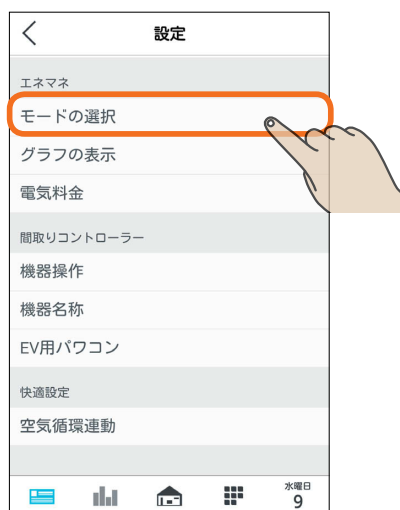 設定
エネマネ
モードの選択
グラフの表示
電気料金
間取りコントローラー
機器操作
機器名称
EV用パワコン
快適設定
空気循環連動
水曜日
9